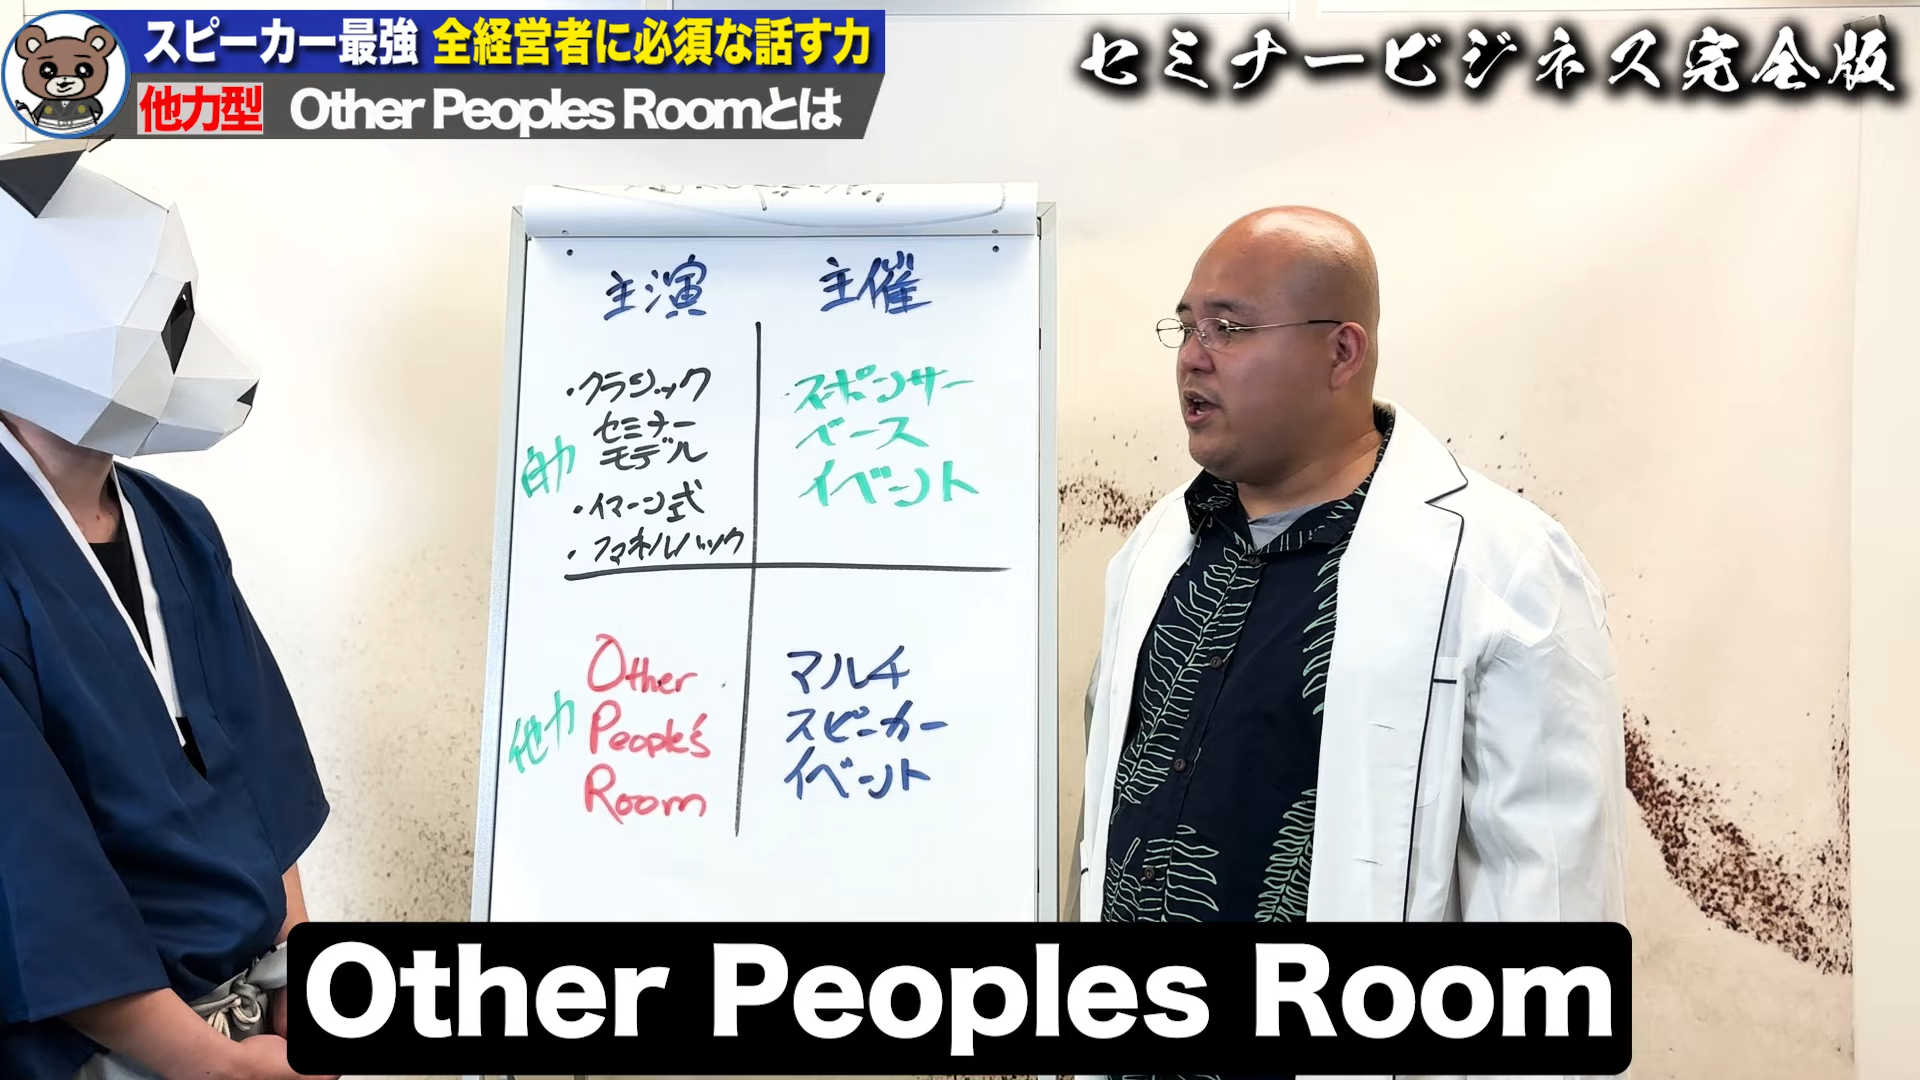 スピーカー最強 全経営者に必須な話す力
他力型 Other Peoples Roomとは
セミナービジネス完全版
主演
主催
・クラシック
セミナー
モデル
・イマーン式
・ファネルハック
自力
スポンサー
ベース
イベント
他力
Other
People's
Room
マルチ
スピーカー
イベント
Other Peoples Room